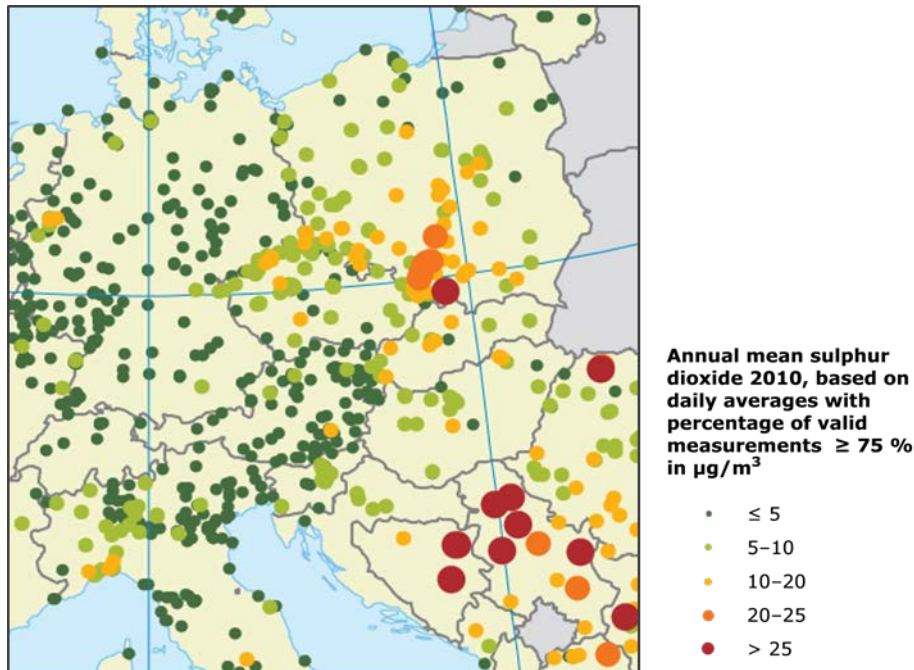 Annual mean sulphur
dioxide 2010, based on
daily averages with
percentage of valid
measurements ≥ 75 %
in µg/m³
≤ 5
5–10
10–20
20–25
> 25